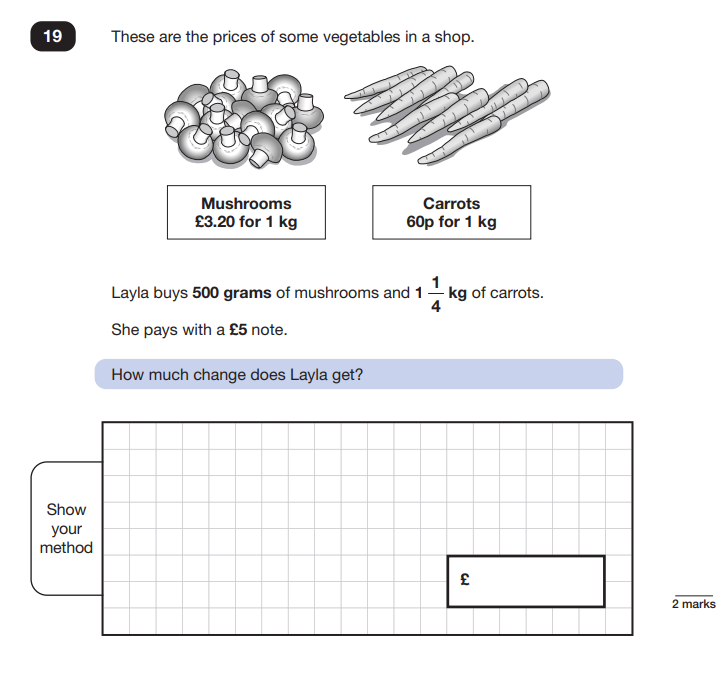 19 These are the prices of some vegetables in a shop.
Mushrooms
£3.20 for 1 kg
Carrots
60p for 1 kg
Layla buys 500 grams of mushrooms and 1 1/4 kg of carrots.
She pays with a £5 note.
How much change does Layla get?
Show
your
method
£
2 marks